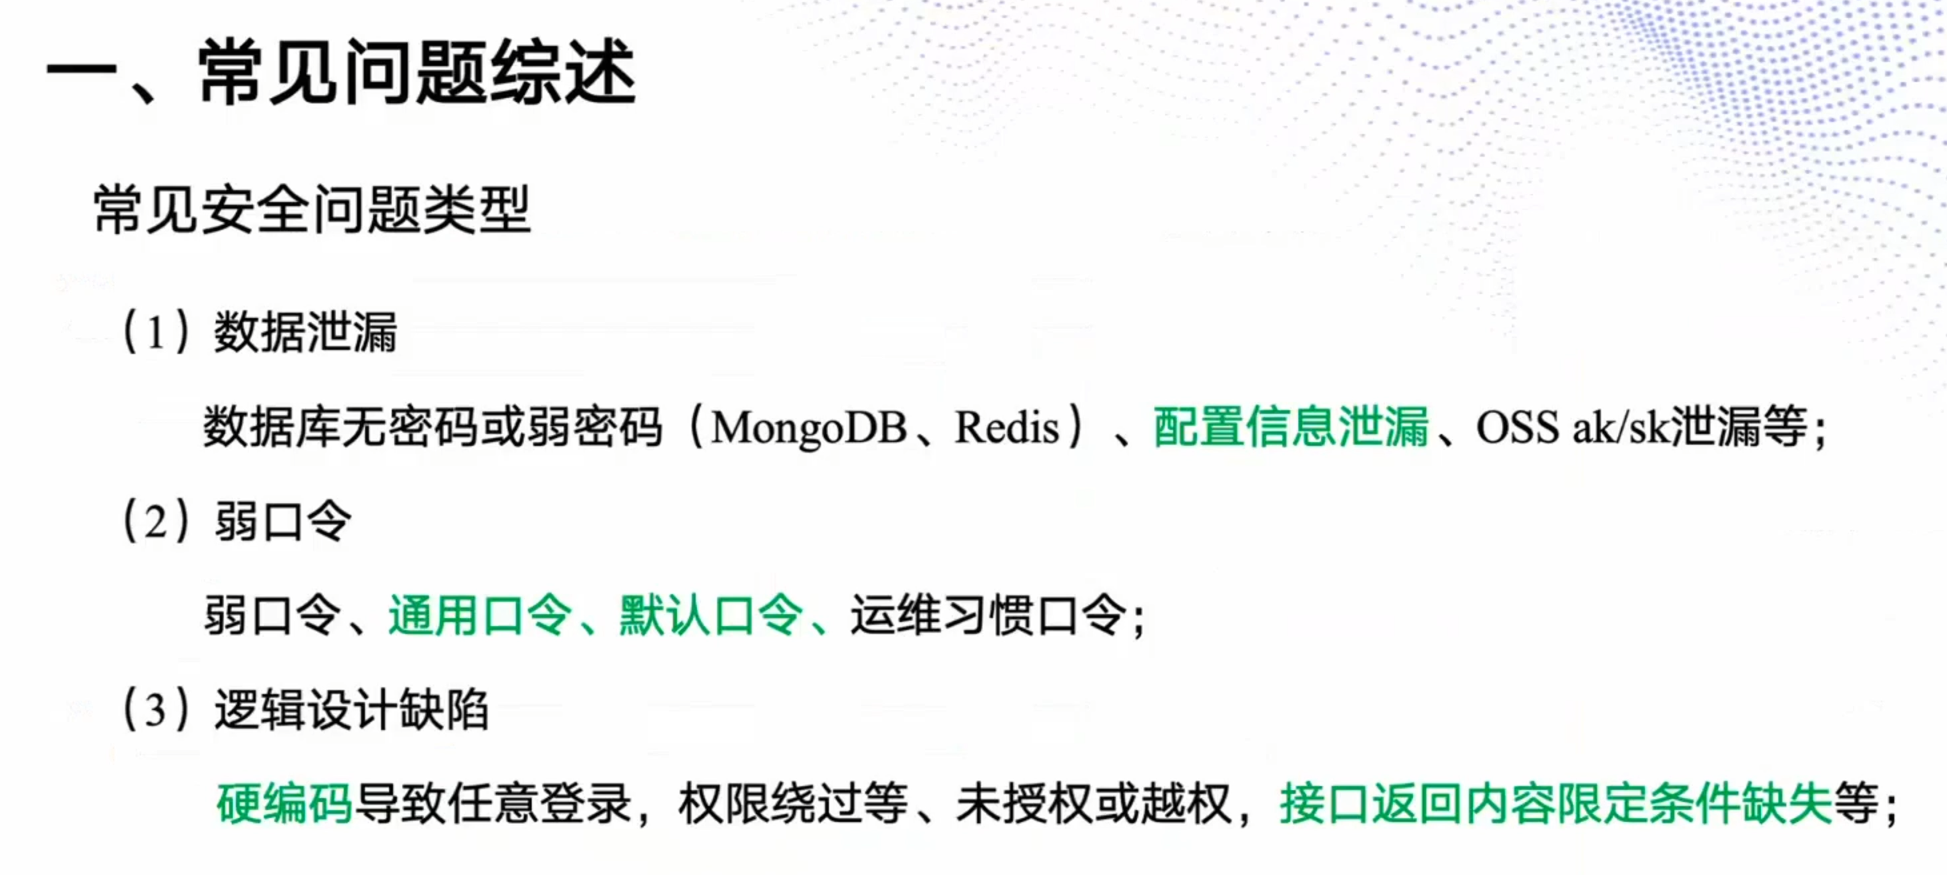 一、常见问题综述
常见安全问题类型
（1）数据泄漏
数据库无密码或弱密码（MongoDB、Redis）、配置信息泄漏、OSS ak/sk泄漏等；
（2）弱口令
弱口令、通用口令、默认口令、运维习惯口令；
（3）逻辑设计缺陷
硬编码导致任意登录，权限绕过等、未授权或越权，接口返回内容限定条件缺失等；